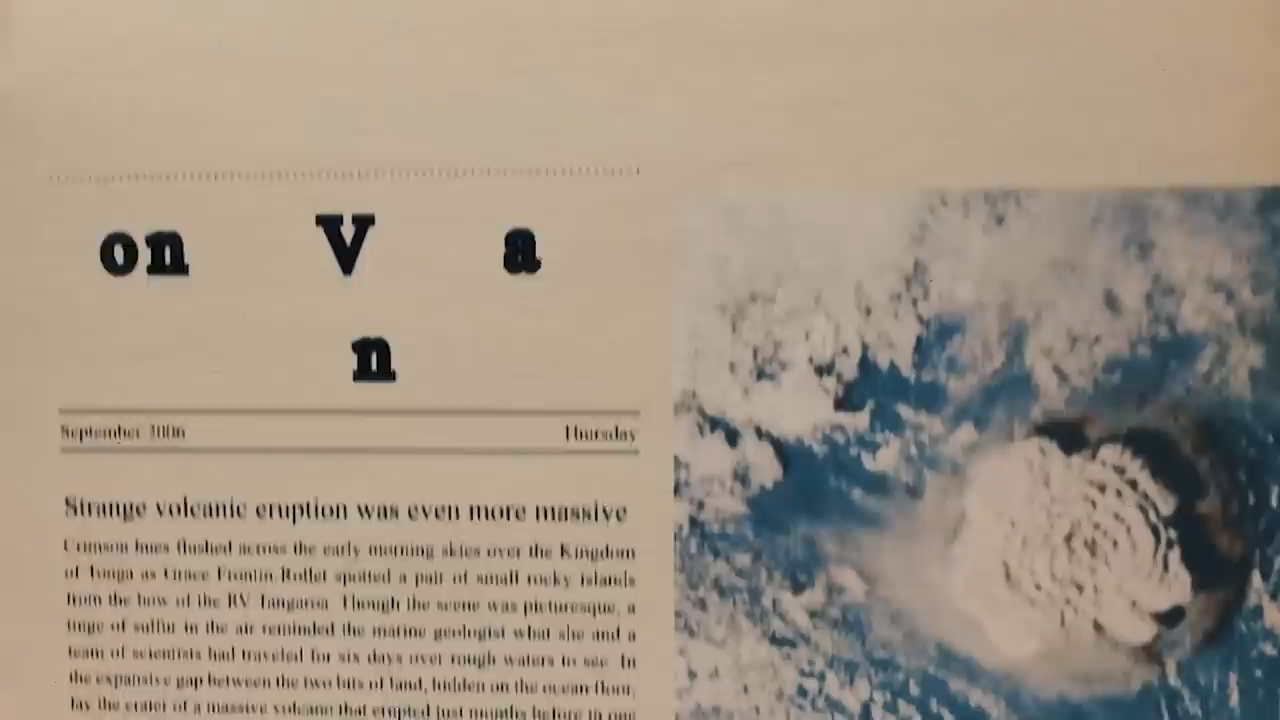 on V a
n
September 2006 Thursday
Strange volcanic eruption was even more massive
Crimson hues flushed across the early morning skies over the Kingdom
of Tonga as Grace Frontin-Rollet spotted a pair of small rocky islands
from the bow of the RV Tangaroa. Though the scene was picturesque, a
tinge of sulfur in the air reminded the marine geologist what she and a
team of scientists had traveled for six days over rough waters to see. In
the expansive gap between the two bits of land, hidden on the ocean floor,
lay the crater of a massive volcano that erupted just months before in one